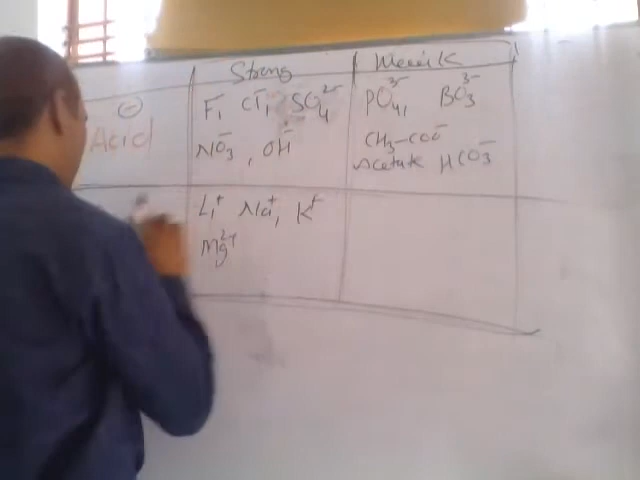 Strong Weak
⊖ F⁻, Cl⁻, SO₄²⁻ PO₄³⁻, BO₃³⁻
Acid NO₃⁻, OH⁻ CH₃-COO⁻
Acetate HCO₃⁻
Li⁺ Na⁺, K⁺
Mg²⁺